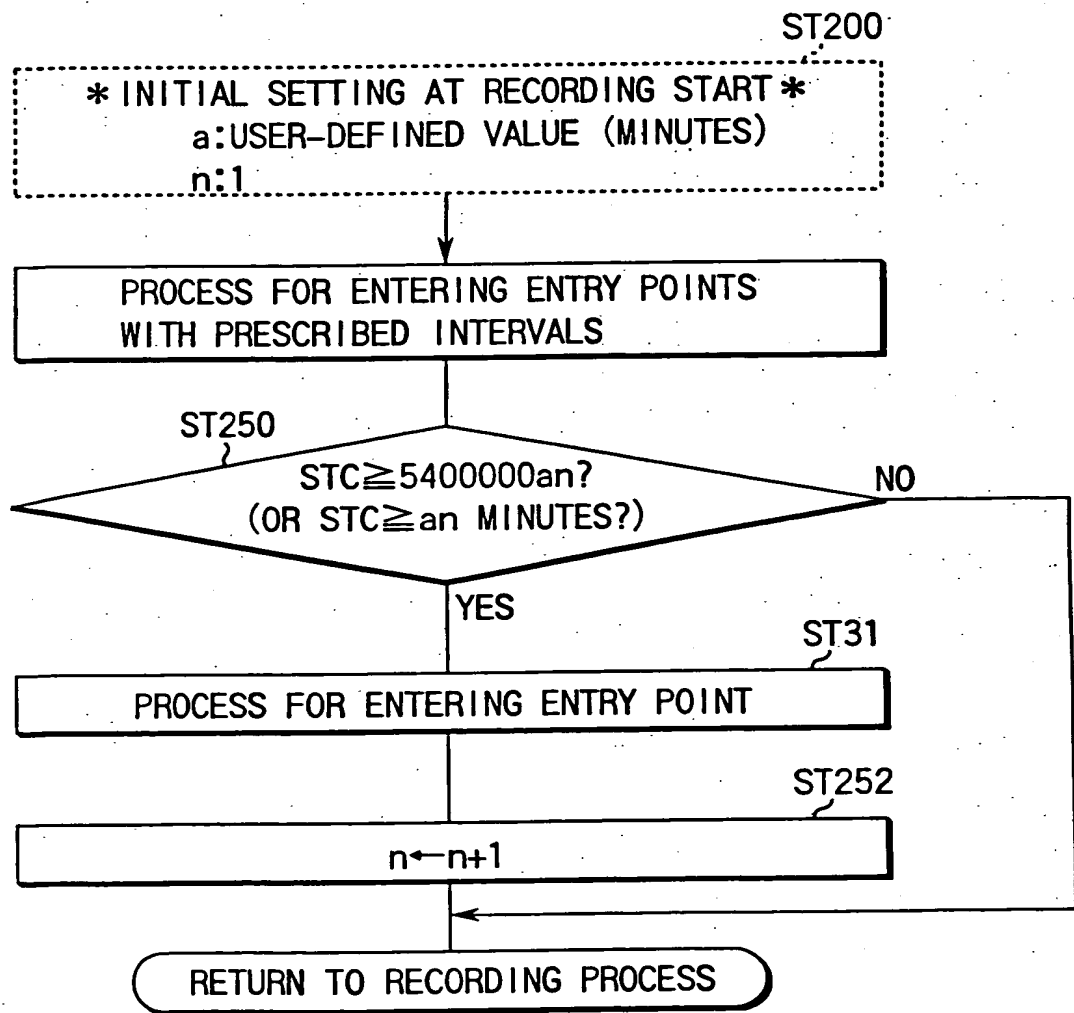 ST200
* INITIAL SETTING AT RECORDING START *
a:USER-DEFINED VALUE (MINUTES)
n:1
PROCESS FOR ENTERING ENTRY POINTS
WITH PRESCRIBED INTERVALS
ST250
STC≧5400000an?
NO
(OR STC≧an MINUTES?)
YES
ST31
PROCESS FOR ENTERING ENTRY POINT
ST252
n←n+1
RETURN TO RECORDING PROCESS